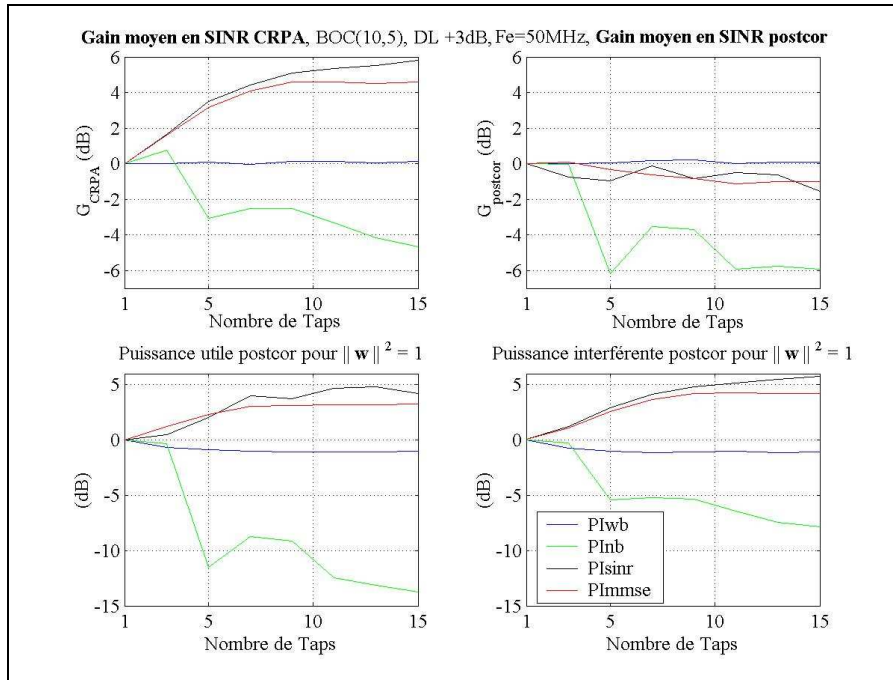 Gain moyen en SINR CRPA, BOC(10,5), DL +3dB, Fe=50MHz, Gain moyen en SINR postcor
6
4
2
0
-2
-4
-6
G_CRPA (dB)
1 5 10 15
Nombre de Taps
6
4
2
0
-2
-4
-6
G_postcor (dB)
1 5 10 15
Nombre de Taps
Puissance utile postcor pour || w || ² = 1
5
0
-5
-10
-15
(dB)
1 5 10 15
Nombre de Taps
Puissance interférente postcor pour || w || ² = 1
5
0
-5
-10
-15
(dB)
PIwb
PInb
PIsinr
PImmse
1 5 10 15
Nombre de Taps